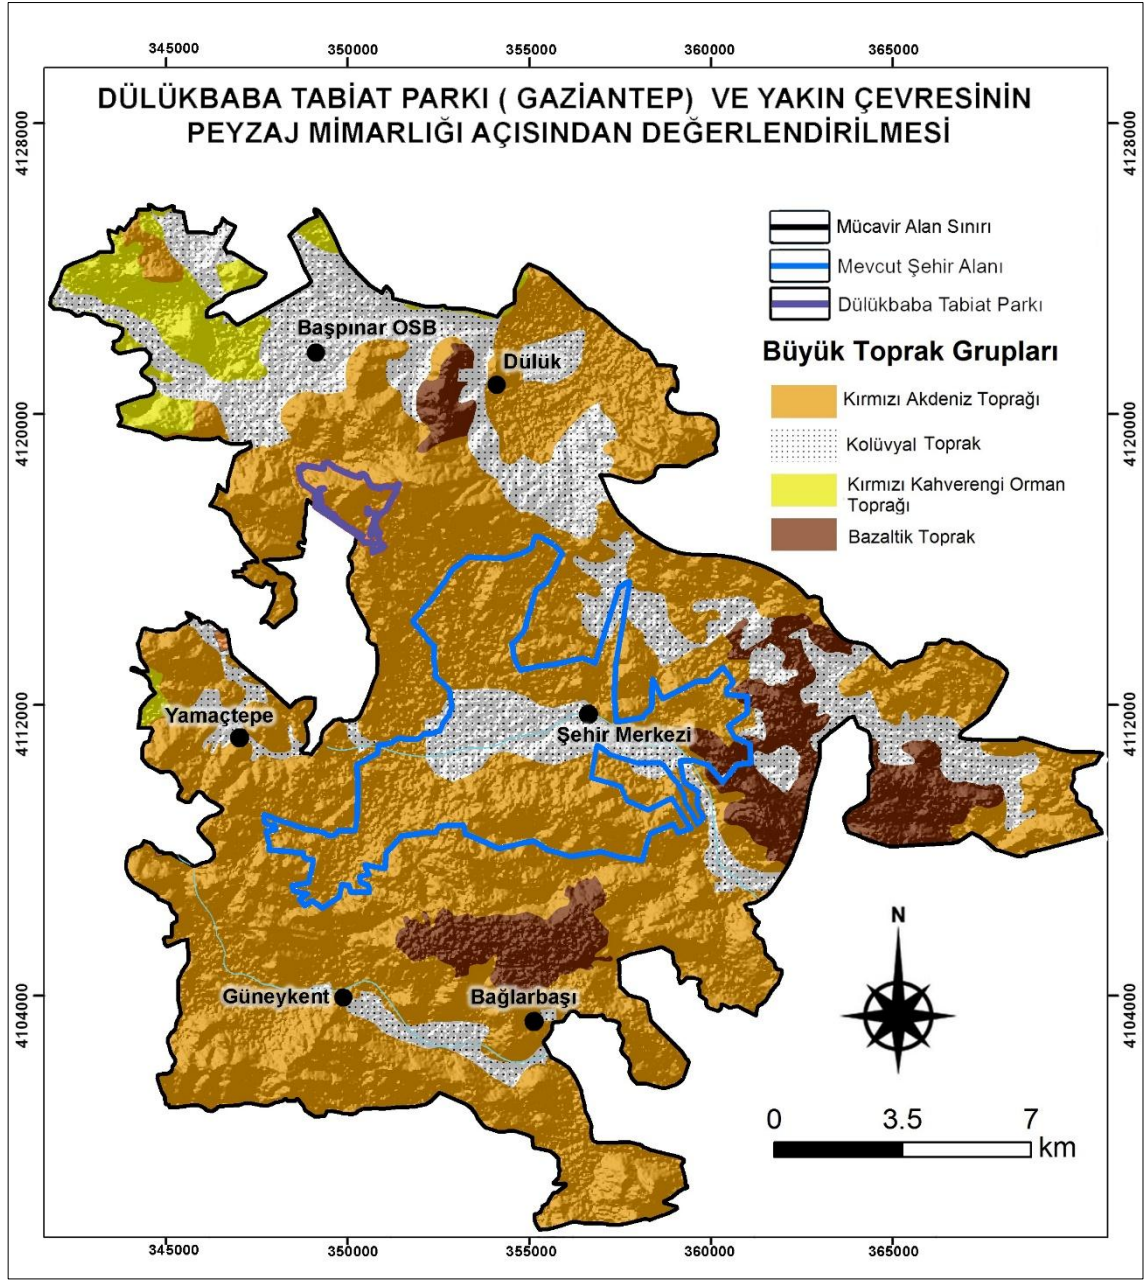 345000 350000 355000 360000 365000
DÜLÜKBABA TABİAT PARKI ( GAZİANTEP) VE YAKIN ÇEVRESİNİN
PEYZAJ MİMARLIĞI AÇISINDAN DEĞERLENDİRİLMESİ
4128000
4128000
Mücavir Alan Sınırı
Mevcut Şehir Alanı
Dülükbaba Tabiat Parkı
Büyük Toprak Grupları
Kırmızı Akdeniz Toprağı
Kolüvyal Toprak
Kırmızı Kahverengi Orman
Toprağı
Bazaltik Toprak
Başpınar OSB
Dülük
4120000
4120000
Yamaçtepe
Şehir Merkezi
4112000
4112000
Güneykent
Bağlarbaşı
4104000
4104000
N
0 3.5 7
km
345000 350000 355000 360000 365000